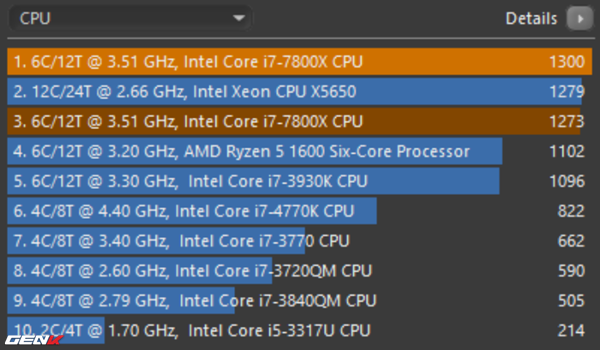 CPU Details
1. 6C/12T @ 3.51 GHz, Intel Core i7-7800X CPU 1300
2. 12C/24T @ 2.66 GHz, Intel Xeon CPU X5650 1279
3. 6C/12T @ 3.51 GHz, Intel Core i7-7800X CPU 1273
4. 6C/12T @ 3.20 GHz, AMD Ryzen 5 1600 Six-Core Processor 1102
5. 6C/12T @ 3.30 GHz, Intel Core i7-3930K CPU 1096
6. 4C/8T @ 4.40 GHz, Intel Core i7-4770K CPU 822
7. 4C/8T @ 3.40 GHz, Intel Core i7-3770 CPU 662
8. 4C/8T @ 2.60 GHz, Intel Core i7-3720QM CPU 590
9. 4C/8T @ 2.79 GHz, Intel Core i7-3840QM CPU 505
10. 2C/4T @ 1.70 GHz, Intel Core i5-3317U CPU 214
GENK